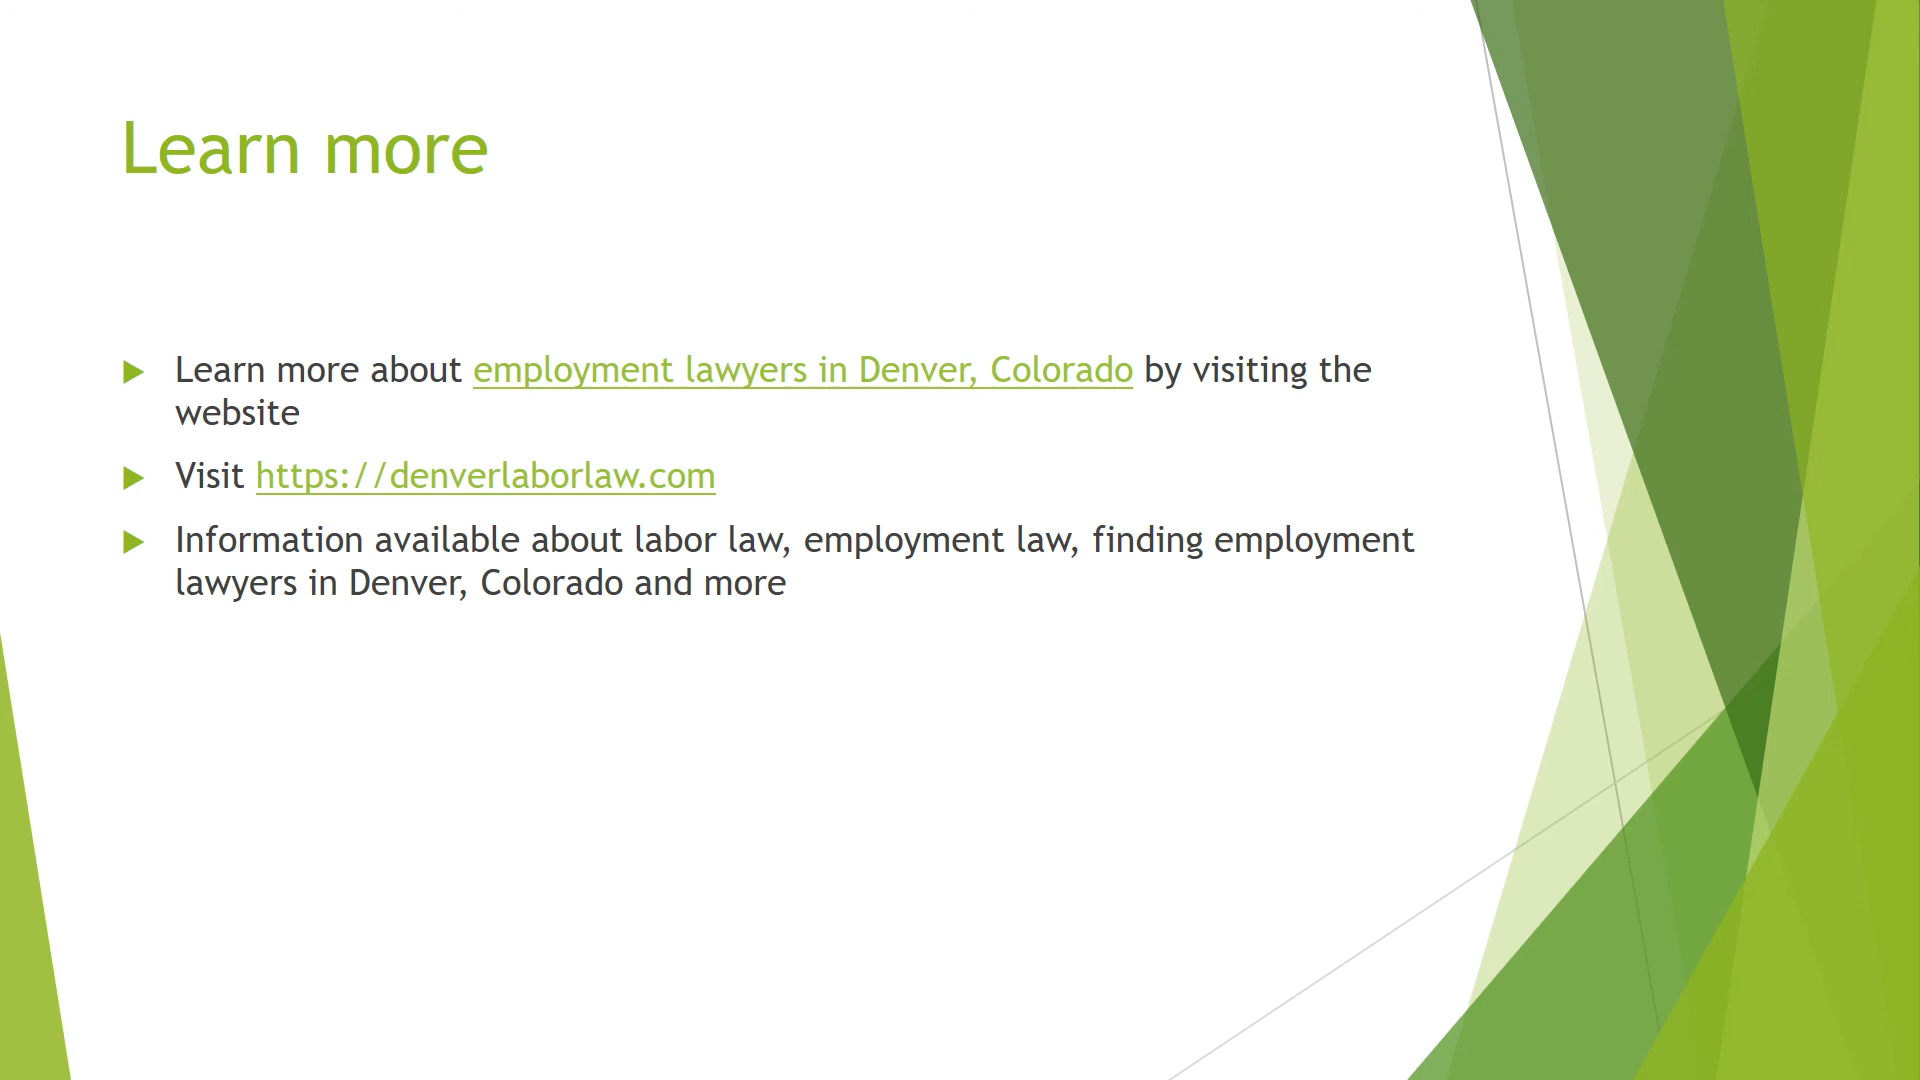 Learn more
Learn more about employment lawyers in Denver, Colorado by visiting the
website
Visit https://denverlaborlaw.com
Information available about labor law, employment law, finding employment
lawyers in Denver, Colorado and more